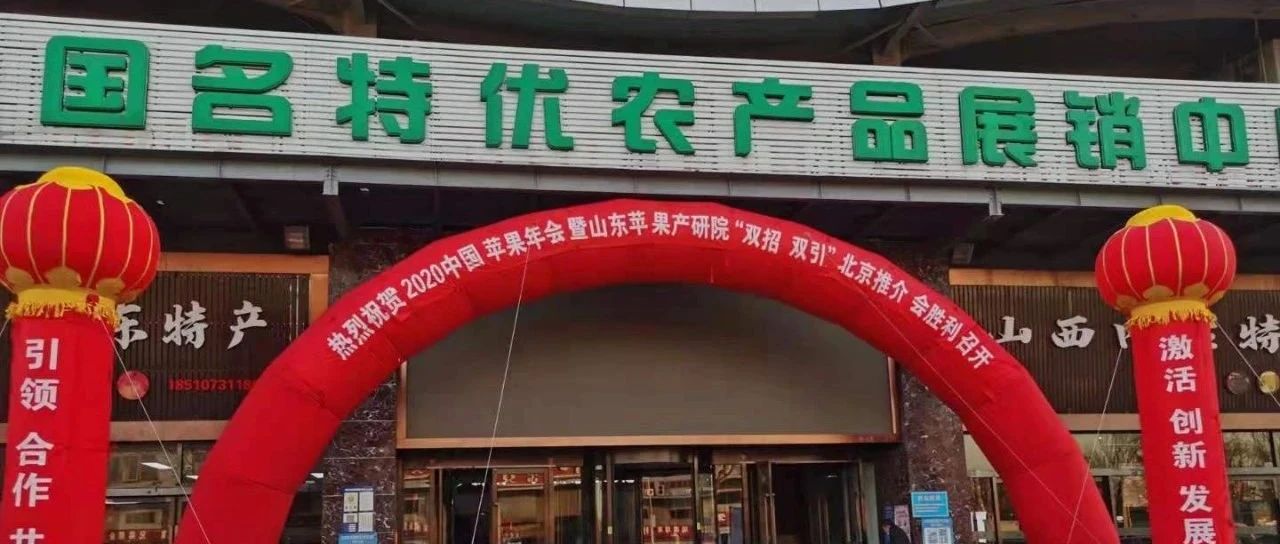 国名特优农产品展销中
热烈祝贺2020中国苹果年会暨山东苹果产研院“双招 双引”北京推介会胜利召开
东特产
1851073118
山西
特
引领 合作 共
激活 创新 发展